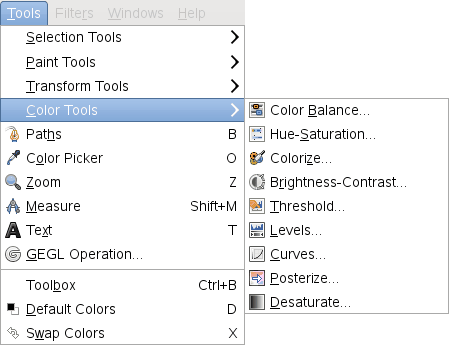 Tools Filters Windows Help
Selection Tools
Paint Tools
Transform Tools
Color Tools
Paths B
Color Picker O
Zoom Z
Measure Shift+M
Text T
GEGL Operation...
Toolbox Ctrl+B
Default Colors D
Swap Colors X
Color Balance...
Hue-Saturation...
Colorize...
Brightness-Contrast...
Threshold...
Levels...
Curves...
Posterize...
Desaturate...